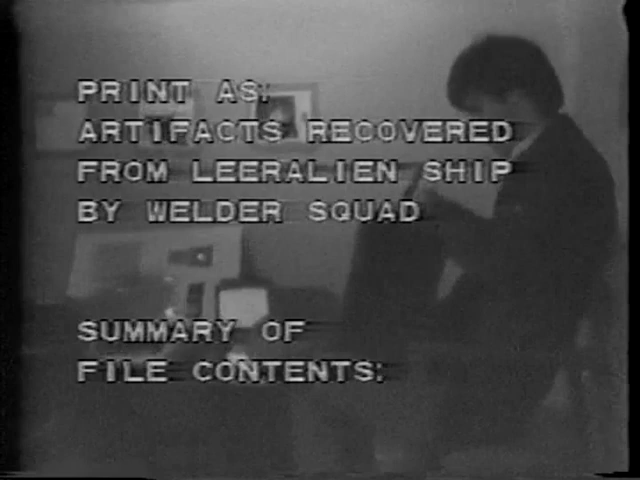 PRINT AS:
ARTIFACTS RECOVERED
FROM LEERALIEN SHIP
BY WELDER SQUAD
SUMMARY OF
FILE CONTENTS: